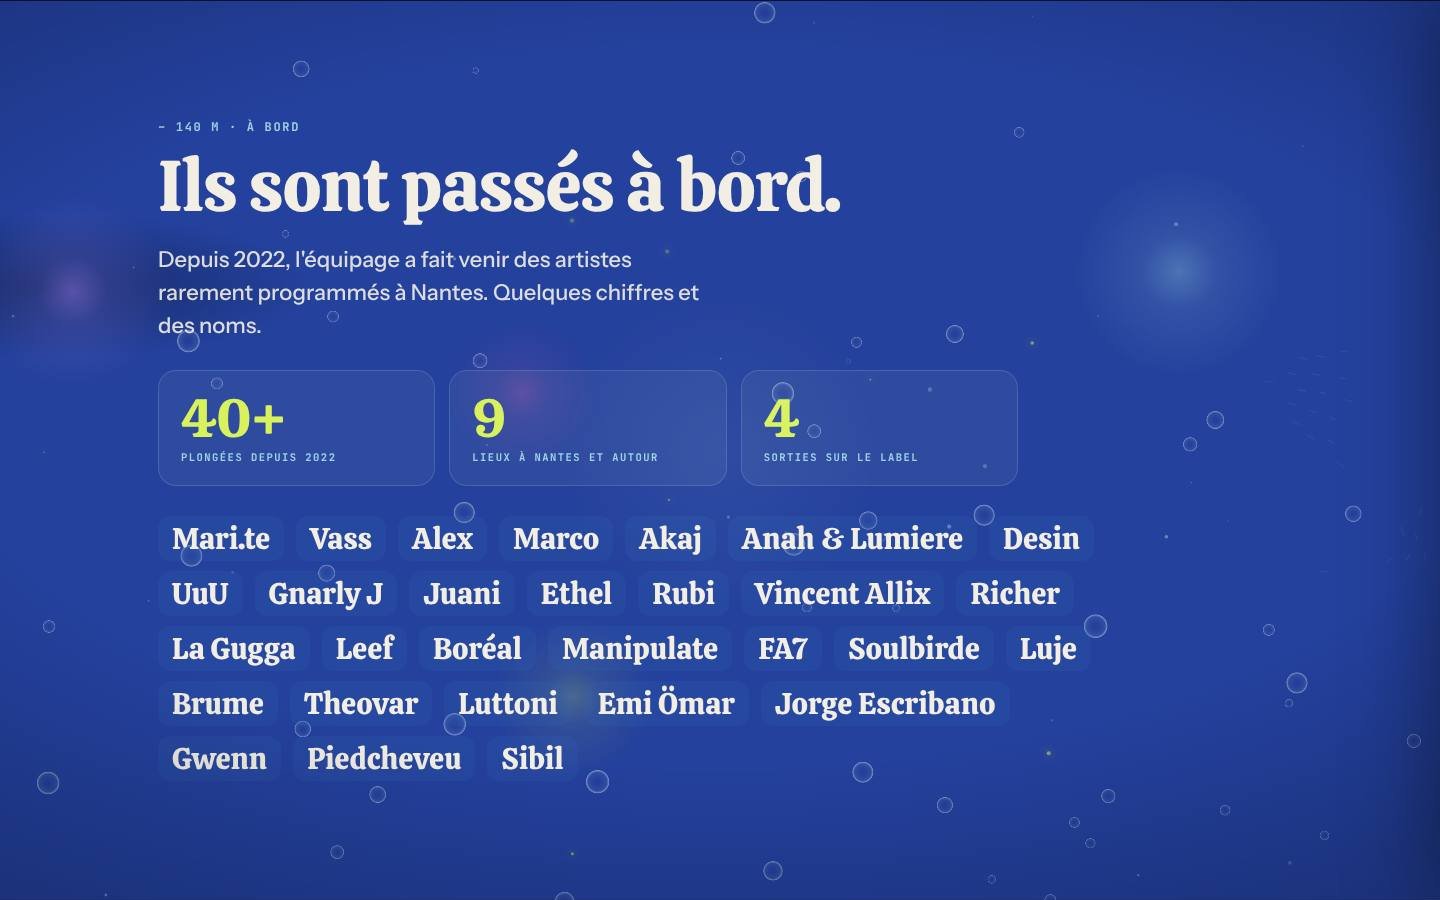 – 140 M · À BORD
Ils sont passés à bord.
Depuis 2022, l'équipage a fait venir des artistes
rarement programmés à Nantes. Quelques chiffres et
des noms.
40+ 9 4
PLONGÉES DEPUIS 2022 LIEUX À NANTES ET AUTOUR SORTIES SUR LE LABEL
Mari.te Vass Alex Marco Akaj Anah & Lumiere Desin
UuU Gnarly J Juani Ethel Rubi Vincent Allix Richer
La Gugga Leef Boréal Manipulate FA7 Soulbirde Luje
Brume Theovar Luttoni Emi Ömar Jorge Escribano
Gwenn Piedcheveu Sibil